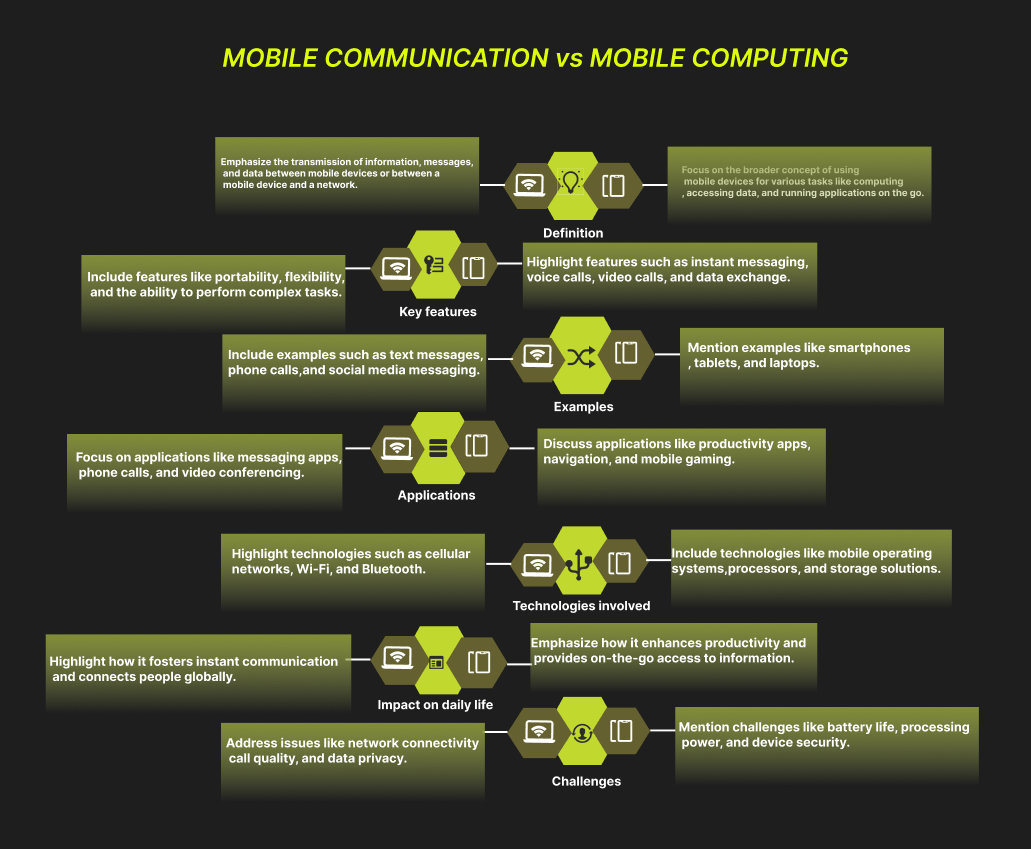 MOBILE COMMUNICATION vs MOBILE COMPUTING
Emphasize the transmission of information, messages,
and data between mobile devices or between a
mobile device and a network.
Focus on the broader concept of using
mobile devices for various tasks like computing
, accessing data, and running applications on the go.
Definition
Include features like portability, flexibility,
and the ability to perform complex tasks.
Highlight features such as instant messaging,
voice calls, video calls, and data exchange.
Key features
Include examples such as text messages,
phone calls,and social media messaging.
Mention examples like smartphones
, tablets, and laptops.
Examples
Focus on applications like messaging apps,
phone calls, and video conferencing.
Discuss applications like productivity apps,
navigation, and mobile gaming.
Applications
Highlight technologies such as cellular
networks, Wi-Fi, and Bluetooth.
Include technologies like mobile operating
systems,processors, and storage solutions.
Technologies involved
Highlight how it fosters instant communication
and connects people globally.
Emphasize how it enhances productivity and
provides on-the-go access to information.
Impact on daily life
Address issues like network connectivity
call quality, and data privacy.
Mention challenges like battery life, processing
power, and device security.
Challenges